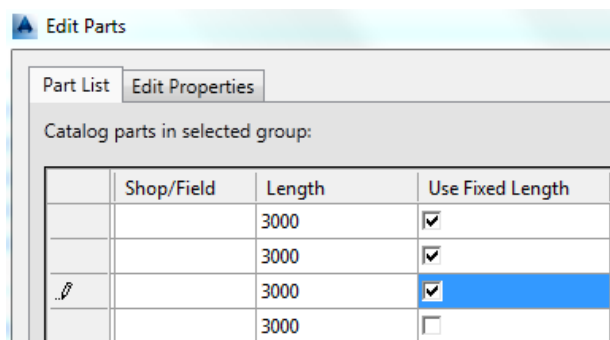 Edit Parts
Part List Edit Properties
Catalog parts in selected group:
Shop/Field Length Use Fixed Length
3000
3000
3000
3000